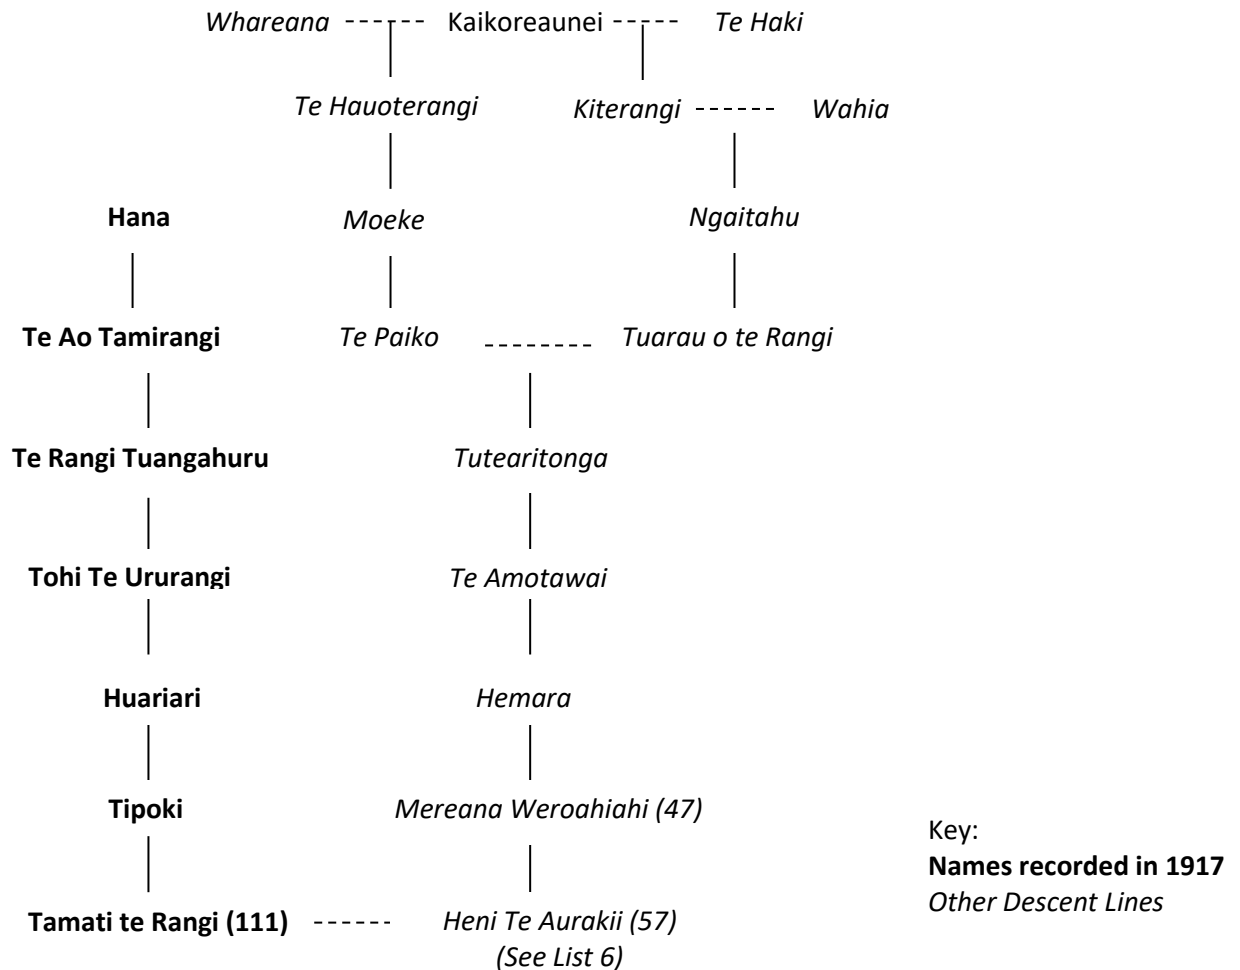 Whareana Kaikoreaunei Te Haki
Te Hauoterangi Kiterangi Wahia
Hana Moeke Ngaitahu
Te Ao Tamirangi Te Paiko Tuarau o te Rangi
Te Rangi Tuangahuru Tutearitonga
Tohi Te Ururangi Te Amotawai
Huariari Hemara
Tipoki Mereana Weroahiahi (47)
Key:
Names recorded in 1917
Other Descent Lines
Tamati te Rangi (111) Heni Te Aurakii (57)
(See List 6)